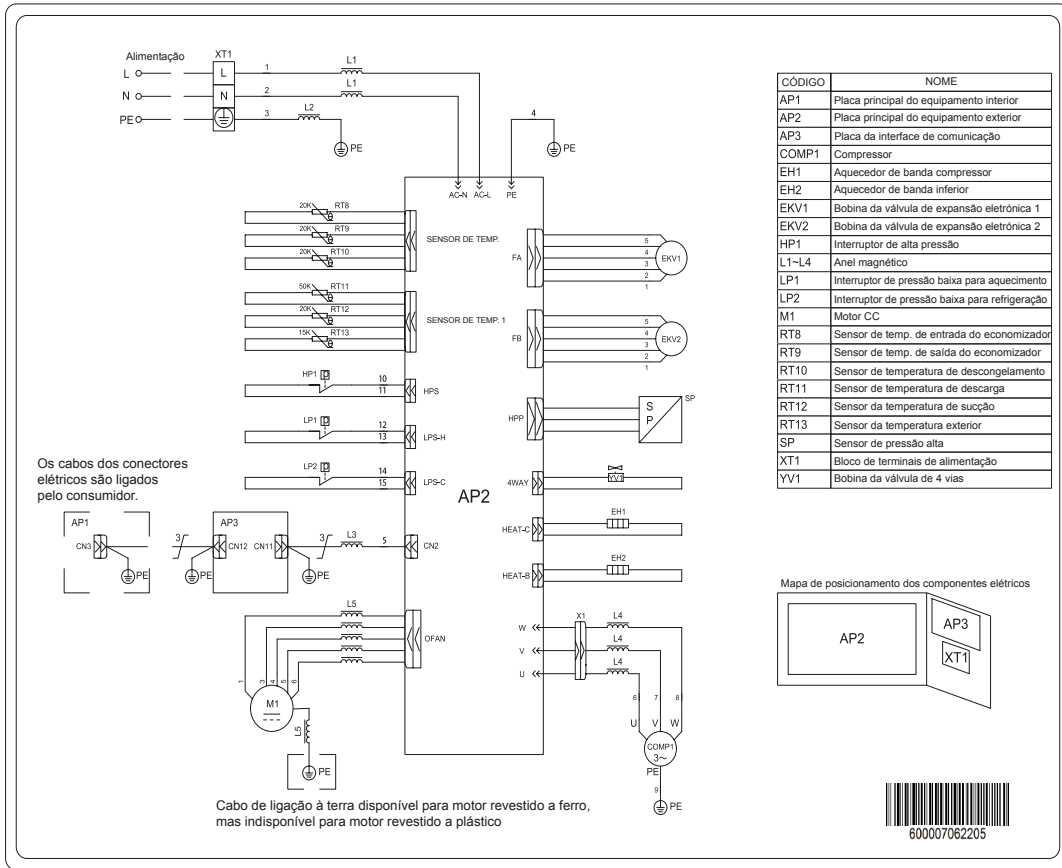 Alimentação
XT1
L
L
1
L1
N
N
2
L1
PE
3
L2
PE
4
PE
AC-N
AC-L
PE
20K
RT8
20K
RT9
20K
RT10
SENSOR DE TEMP.
50K
RT11
20K
RT12
15K
RT13
SENSOR DE TEMP. 1
HP1
P
10
11
HPS
LP1
P
12
13
LPS-H
LP2
P
14
15
LPS-C
AP2
FA
5
4
3
2
1
EKV1
FB
5
4
3
2
1
EKV2
HPP
S
P
SP
4WAY
YV1
HEAT-C
EH1
HEAT-B
EH2
Os cabos dos conectores
elétricos são ligados
pelo consumidor.
AP1
CN3
PE
3
AP3
CN12
CN11
PE
PE
3
L3
5
CN2
L5
OFAN
1
3
4
5
6
M1
L5
PE
W
V
U
X1
L4
L4
L4
6
7
8
U
V
W
COMP1
3~
PE
9
PE
Cabo de ligação à terra disponível para motor revestido a ferro,
mas indisponível para motor revestido a plástico
CÓDIGO NOME
AP1 Placa principal do equipamento interior
AP2 Placa principal do equipamento exterior
AP3 Placa da interface de comunicação
COMP1 Compressor
EH1 Aquecedor de banda compressor
EH2 Aquecedor de banda inferior
EKV1 Bobina da válvula de expansão eletrónica 1
EKV2 Bobina da válvula de expansão eletrónica 2
HP1 Interruptor de alta pressão
L1~L4 Anel magnético
LP1 Interruptor de pressão baixa para aquecimento
LP2 Interruptor de pressão baixa para refrigeração
M1 Motor CC
RT8 Sensor de temp. de entrada do economizador
RT9 Sensor de temp. de saída do economizador
RT10 Sensor de temperatura de descongelamento
RT11 Sensor de temperatura de descarga
RT12 Sensor da temperatura de sucção
RT13 Sensor da temperatura exterior
SP Sensor de pressão alta
XT1 Bloco de terminais de alimentação
YV1 Bobina da válvula de 4 vias
Mapa de posicionamento dos componentes elétricos
AP2
AP3
XT1
600007062205